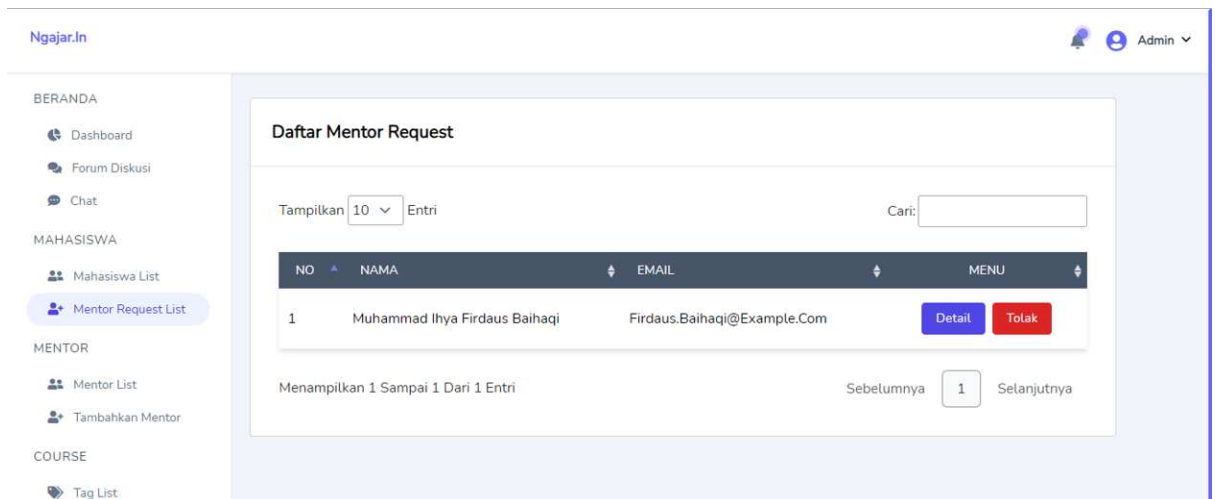 Ngajar.In
Admin
BERANDA
Dashboard
Forum Diskusi
Chat
MAHASISWA
Mahasiswa List
Mentor Request List
MENTOR
Mentor List
Tambahkan Mentor
COURSE
Tag List
Daftar Mentor Request
Tampilkan 10 Entri
Cari:
NO NAMA EMAIL MENU
1 Muhammad Ihya Firdaus Baihaqi Firdaus.Baihaqi@Example.Com Detail Tolak
Menampilkan 1 Sampai 1 Dari 1 Entri
Sebelumnya 1 Selanjutnya